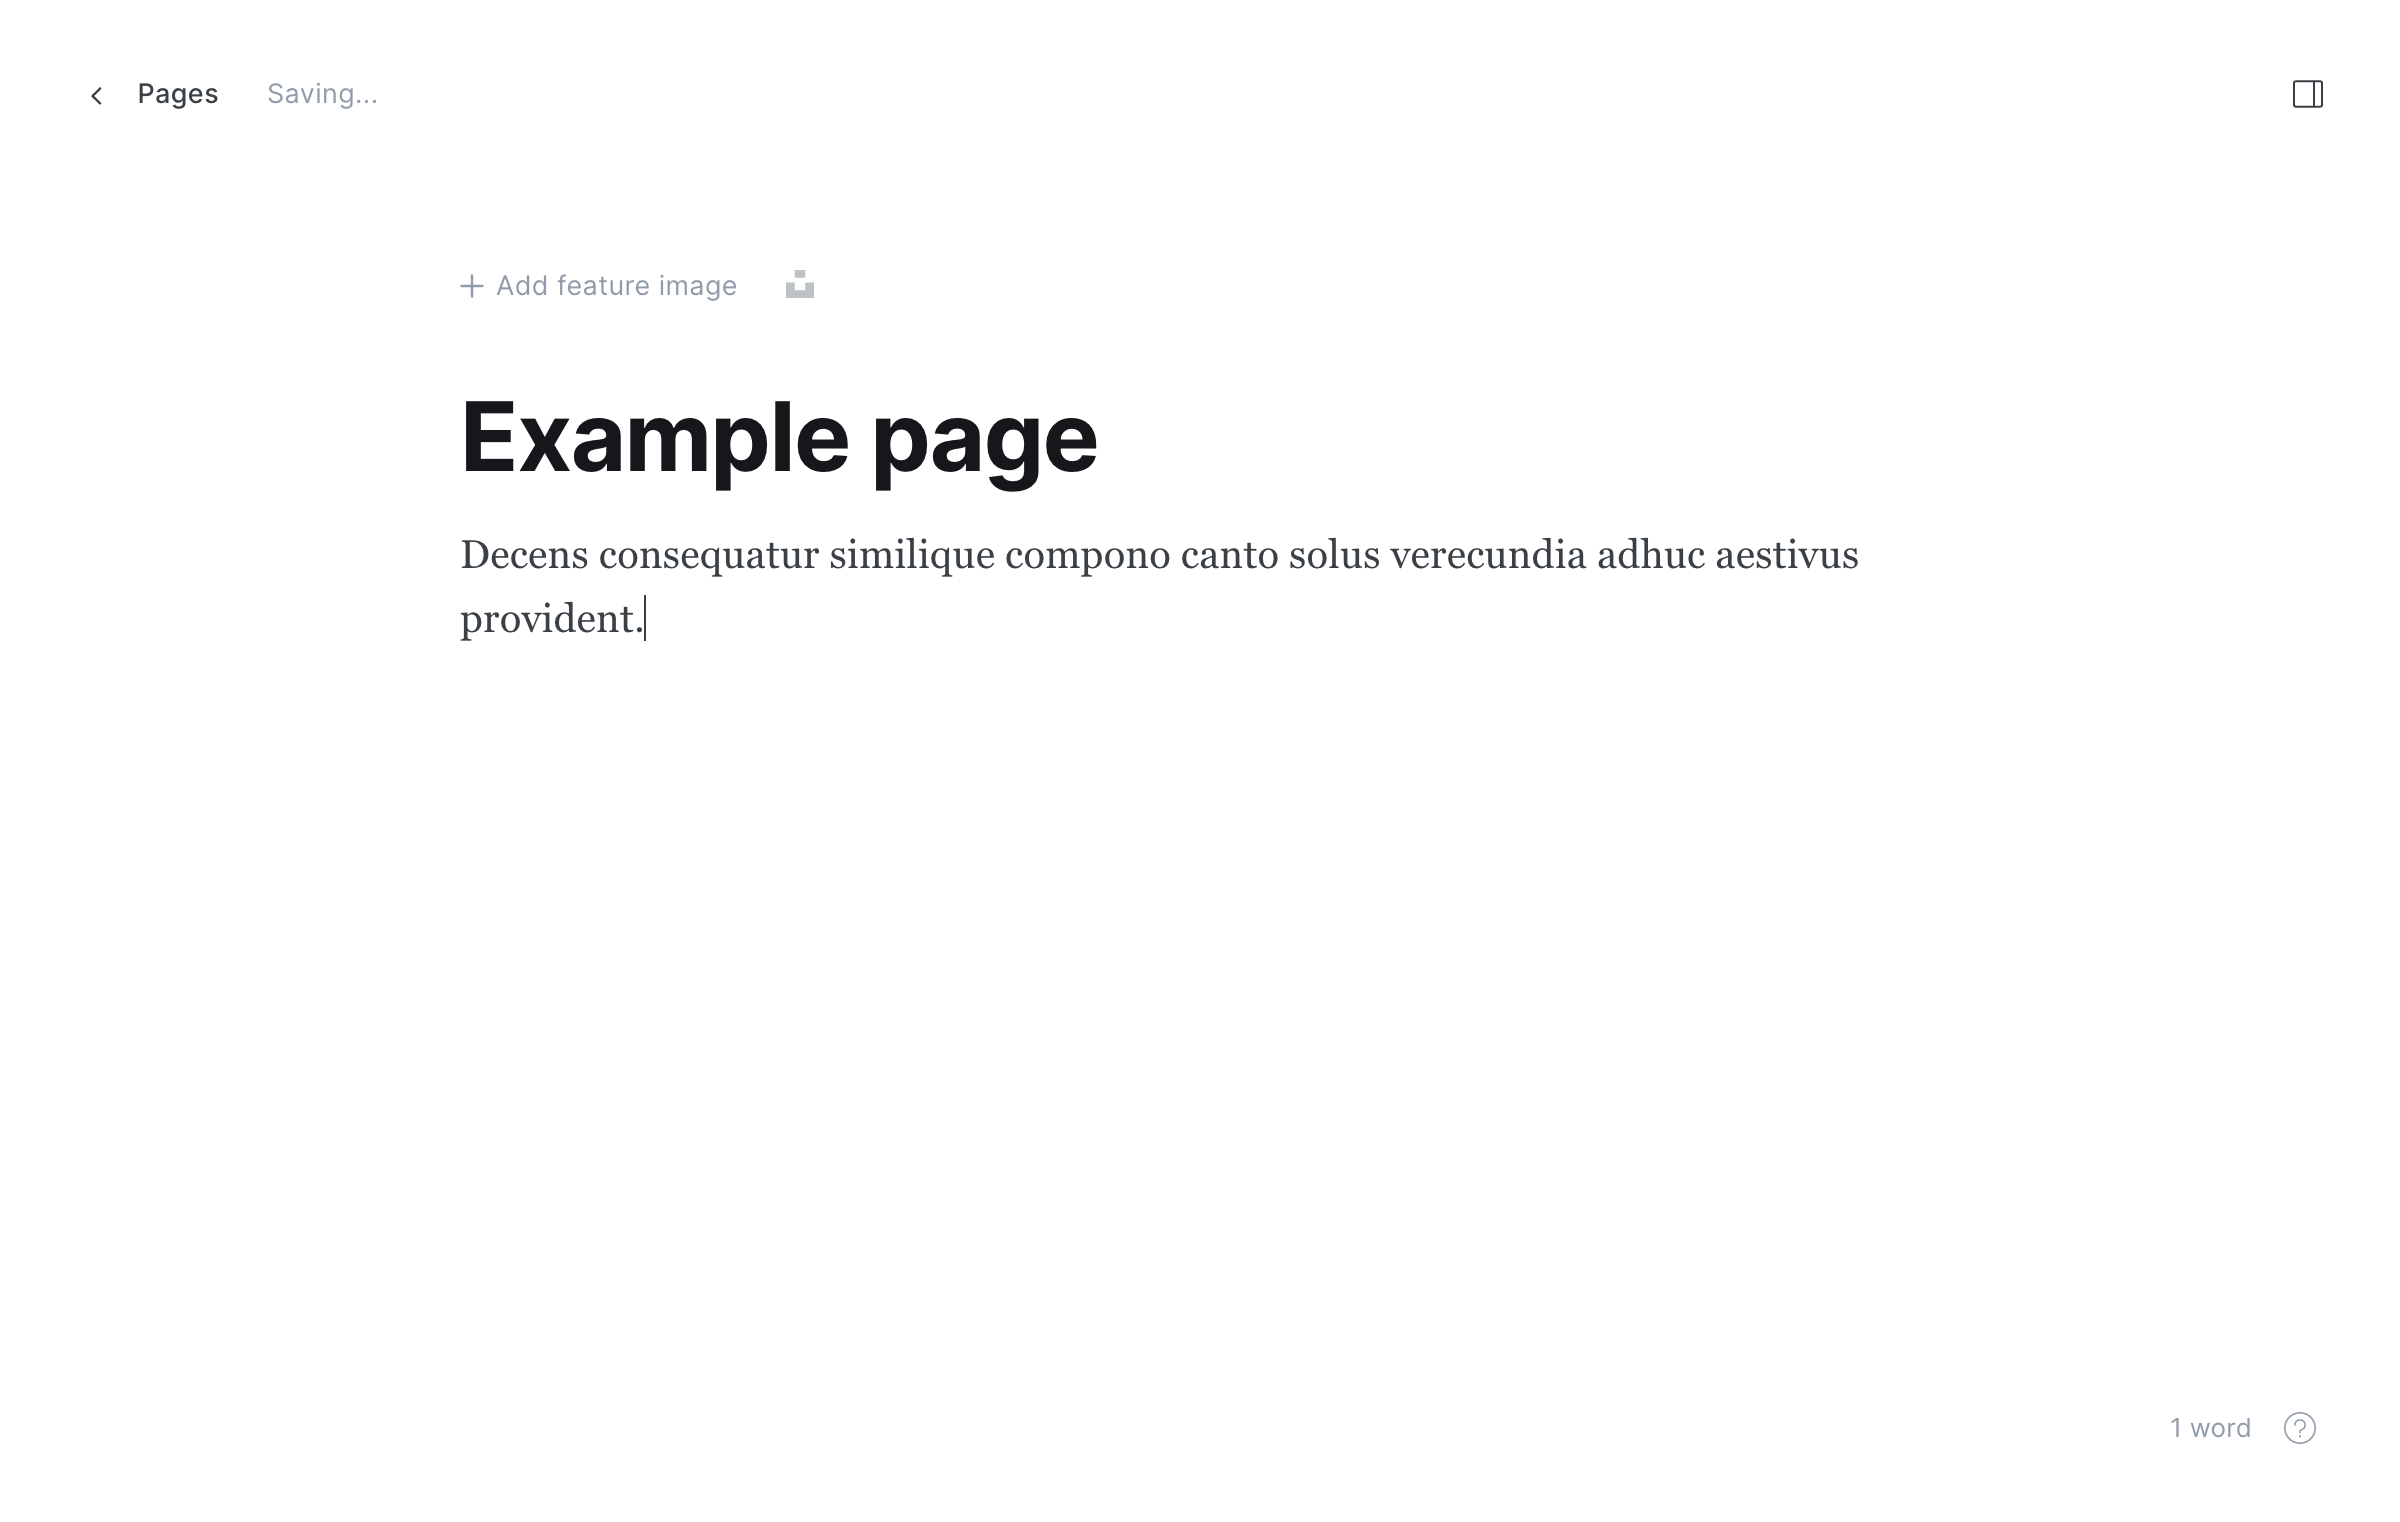 Pages
Saving...
Add feature image
Example page
Decens consequatur similique compono canto solus verecundia adhuc aestivus
provident.
1 word
?